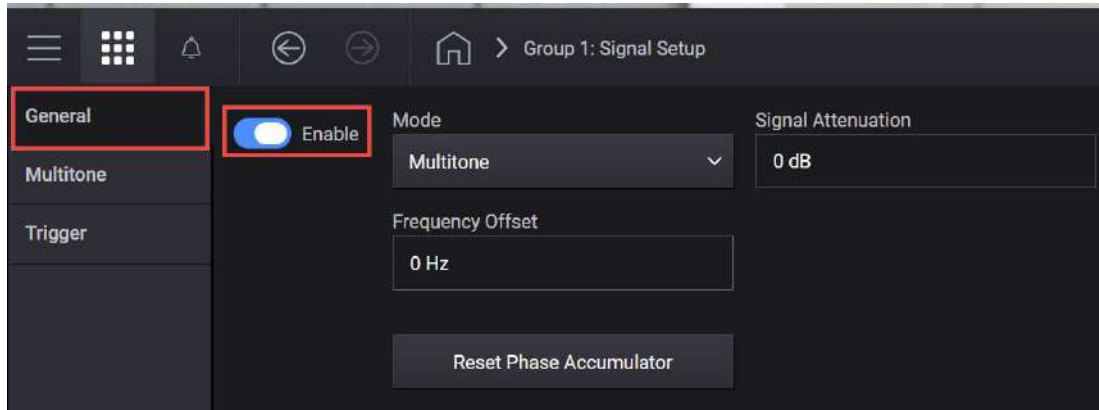 Group 1: Signal Setup
General
Multitone
Trigger
Enable
Mode
Multitone
Signal Attenuation
0 dB
Frequency Offset
0 Hz
Reset Phase Accumulator